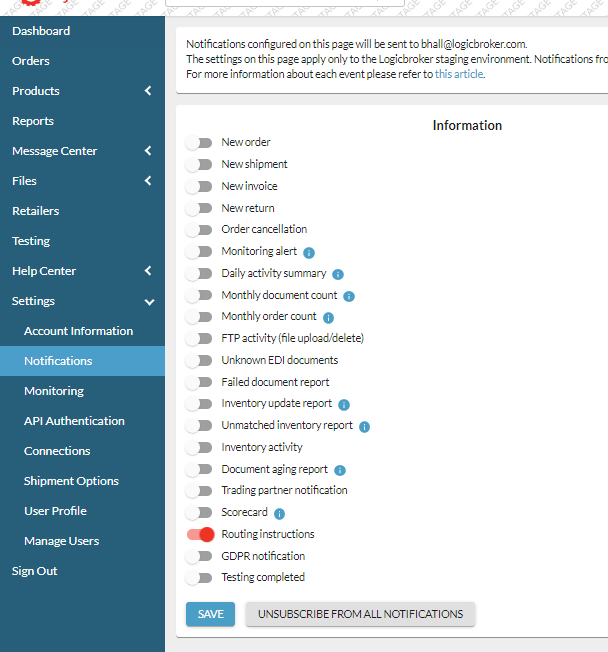 Dashboard
Orders
Products
Reports
Message Center
Files
Retailers
Testing
Help Center
Settings
Account Information
Notifications
Monitoring
API Authentication
Connections
Shipment Options
User Profile
Manage Users
Sign Out
Notifications configured on this page will be sent to bhall@logicbroker.com.
The settings on this page apply only to the Logicbroker staging environment. Notifications
For more information about each event please refer to this article.
Information
New order
New shipment
New invoice
New return
Order cancellation
Monitoring alert
Daily activity summary
Monthly document count
Monthly order count
FTP activity (file upload/delete)
Unknown EDI documents
Failed document report
Inventory update report
Unmatched inventory report
Inventory activity
Document aging report
Trading partner notification
Scorecard
Routing instructions
GDPR notification
Testing completed
SAVE
UNSUBSCRIBE FROM ALL NOTIFICATIONS